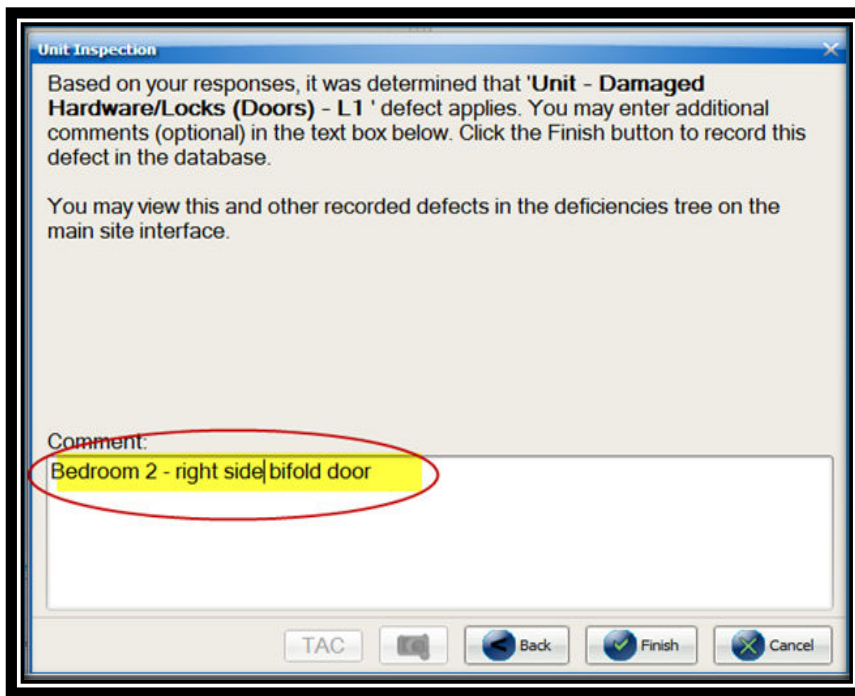 Unit Inspection
Based on your responses, it was determined that 'Unit - Damaged
Hardware/Locks (Doors) - L1 ' defect applies. You may enter additional
comments (optional) in the text box below. Click the Finish button to record this
defect in the database.
You may view this and other recorded defects in the deficiencies tree on the
main site interface.
Comment:
Bedroom 2 - right side bifold door
TAC Back Finish Cancel